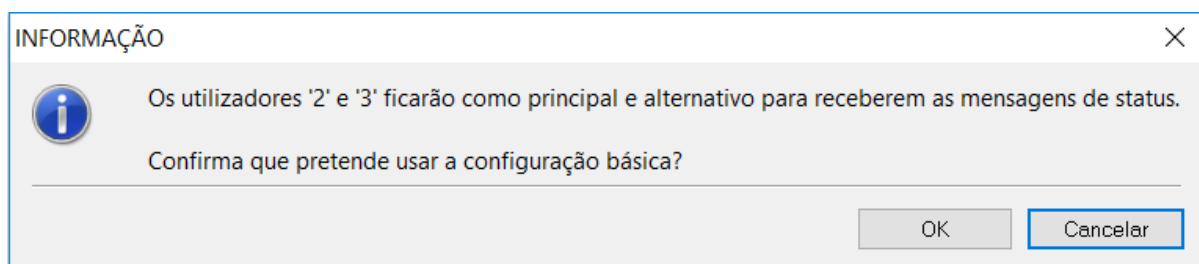 INFORMAÇÃO
Os utilizadores '2' e '3' ficarão como principal e alternativo para receberem as mensagens de status.
Confirma que pretende usar a configuração básica?
OK
Cancelar